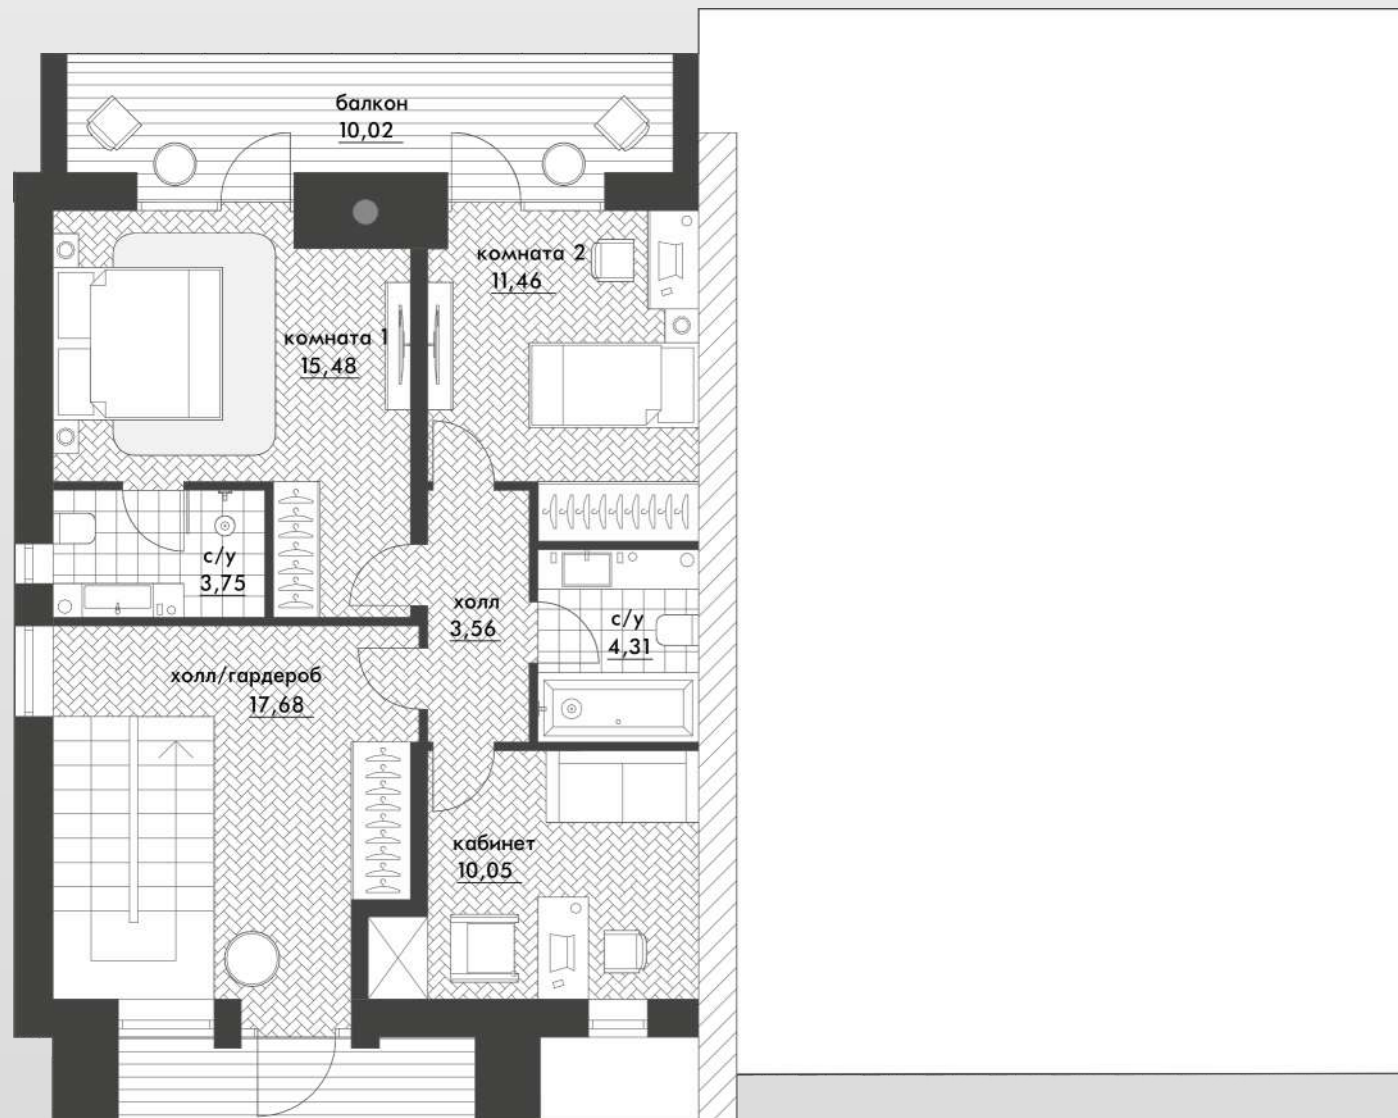 балкон
10,02
комната 2
11,46
комната 1
15,48
с/у
3,75
холл
3,56
с/у
4,31
холл/гардероб
17,68
кабинет
10,05